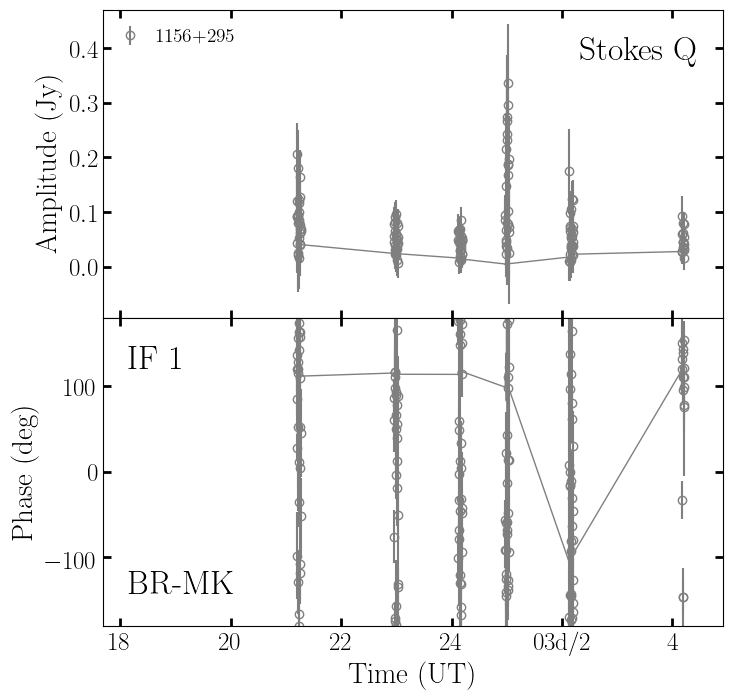 1156+295
Stokes Q
Amplitude (Jy)
0.4
0.3
0.2
0.1
0.0
IF 1
BR-MK
Phase (deg)
100
0
−100
18 20 22 24 03d/2 4
Time (UT)